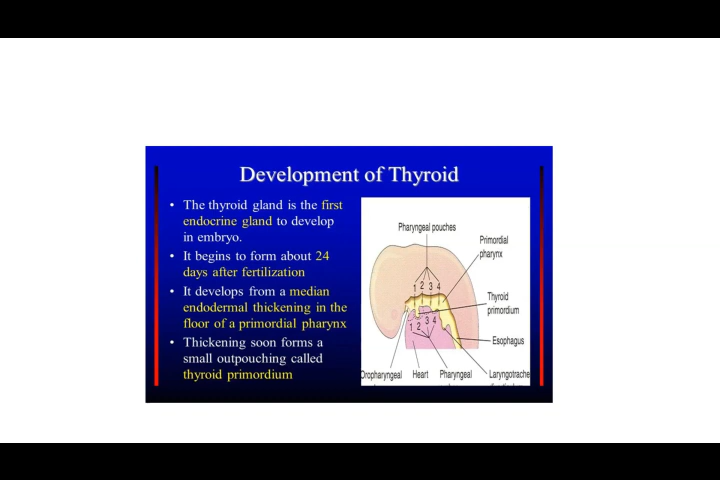 Development of Thyroid
• The thyroid gland is the first
endocrine gland to develop
in embryo.
• It begins to form about 24
days after fertilization
• It develops from a median
endodermal thickening in the
floor of a primordial pharynx
• Thickening soon forms a
small outpouching called
thyroid primordium
Pharyngeal pouches
Primordial
pharynx
1 2 3 4
Thyroid
primordium
1 2 3 4
Esophagus
Oropharyngeal
Heart
Pharyngeal
Laryngotrache